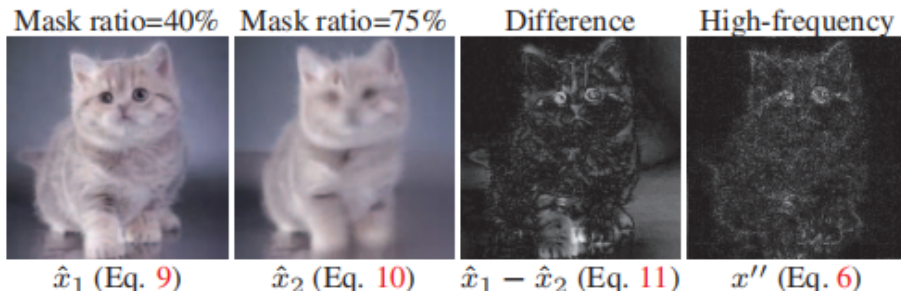 Mask ratio=40% Mask ratio=75% Difference High-frequency
x̂₁ (Eq. 9) x̂₂ (Eq. 10) x̂₁ − x̂₂ (Eq. 11) x′′ (Eq. 6)